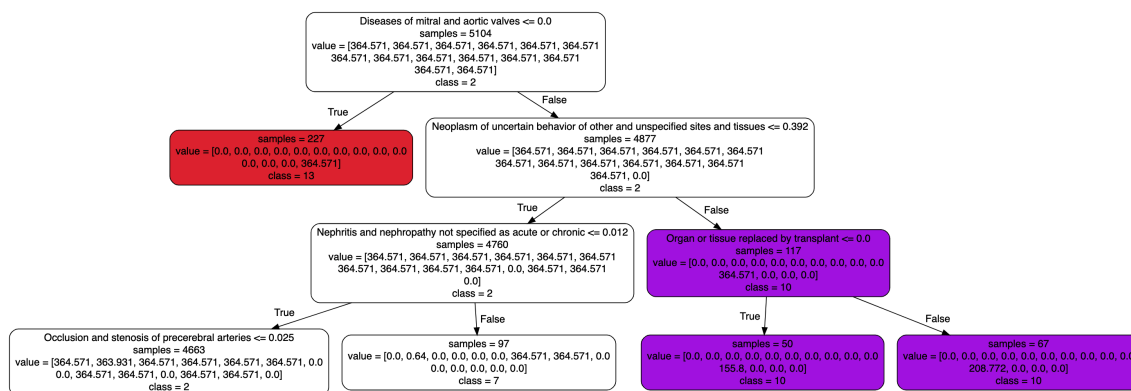 Diseases of mitral and aortic valves <= 0.0
samples = 5104
value = [364.571, 364.571, 364.571, 364.571, 364.571, 364.571
364.571, 364.571, 364.571, 364.571, 364.571, 364.571
364.571, 364.571]
class = 2
True
False
samples = 227
value = [0.0, 0.0, 0.0, 0.0, 0.0, 0.0, 0.0, 0.0, 0.0, 0.0
0.0, 0.0, 0.0, 364.571]
class = 13
Neoplasm of uncertain behavior of other and unspecified sites and tissues <= 0.392
samples = 4877
value = [364.571, 364.571, 364.571, 364.571, 364.571, 364.571
364.571, 364.571, 364.571, 364.571, 364.571, 364.571
364.571, 0.0]
class = 2
True
False
Nephritis and nephropathy not specified as acute or chronic <= 0.012
samples = 4760
value = [364.571, 364.571, 364.571, 364.571, 364.571, 364.571
364.571, 364.571, 364.571, 364.571, 0.0, 364.571, 364.571
0.0]
class = 2
Organ or tissue replaced by transplant <= 0.0
samples = 117
value = [0.0, 0.0, 0.0, 0.0, 0.0, 0.0, 0.0, 0.0, 0.0, 0.0
364.571, 0.0, 0.0, 0.0]
class = 10
True
False
True
False
Occlusion and stenosis of precerebral arteries <= 0.025
samples = 4663
value = [364.571, 363.931, 364.571, 364.571, 364.571, 364.571, 0.0
0.0, 364.571, 364.571, 0.0, 364.571, 364.571, 0.0]
class = 2
samples = 97
value = [0.0, 0.64, 0.0, 0.0, 0.0, 0.0, 364.571, 364.571, 0.0
0.0, 0.0, 0.0, 0.0, 0.0]
class = 7
samples = 50
value = [0.0, 0.0, 0.0, 0.0, 0.0, 0.0, 0.0, 0.0, 0.0, 0.0
155.8, 0.0, 0.0, 0.0]
class = 10
samples = 67
value = [0.0, 0.0, 0.0, 0.0, 0.0, 0.0, 0.0, 0.0, 0.0, 0.0
208.772, 0.0, 0.0, 0.0]
class = 10